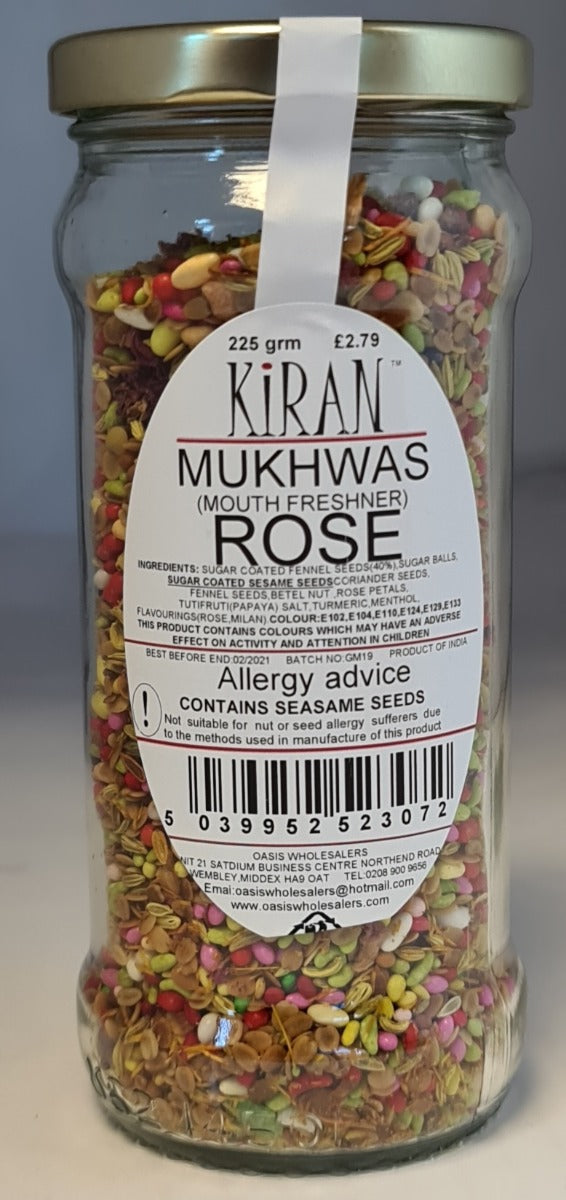 225 grm £2.79
KiRAN™
MUKHWAS
(MOUTH FRESHNER)
ROSE
INGREDIENTS: SUGAR COATED FENNEL SEEDS(40%),SUGAR BALLS,
SUGAR COATED SESAME SEEDSCORIANDER SEEDS,
FENNEL SEEDS,BETEL NUT ,ROSE PETALS,
TUTIFRUTI(PAPAYA) SALT,TURMERIC,MENTHOL,
FLAVOURINGS(ROSE,MILAN).COLOUR:E102,E104,E110,E124,E129,E133
THIS PRODUCT CONTAINS COLOURS WHICH MAY HAVE AN ADVERSE
EFFECT ON ACTIVITY AND ATTENTION IN CHILDREN
BEST BEFORE END:02/2021 BATCH NO:GM19 PRODUCT OF INDIA
Allergy advice
CONTAINS SEASAME SEEDS
! Not suitable for nut or seed allergy sufferers due
to the methods used in manufacture of this product
5 039952 523072
OASIS WHOLESALERS
NIT 21 SATDIUM BUSINESS CENTRE NORTHEND ROAD
WEMBLEY,MIDDEX HA9 OAT TEL:0208 900 9656
Emai:oasiswholesalers@hotmail.com
www.oasiswholesalers.com